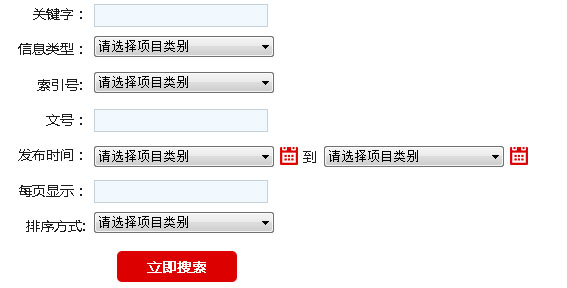 关键字：
信息类型： 请选择项目类别
索引号: 请选择项目类别
文号：
发布时间： 请选择项目类别 到 请选择项目类别
每页显示：
排序方式: 请选择项目类别
立即搜索